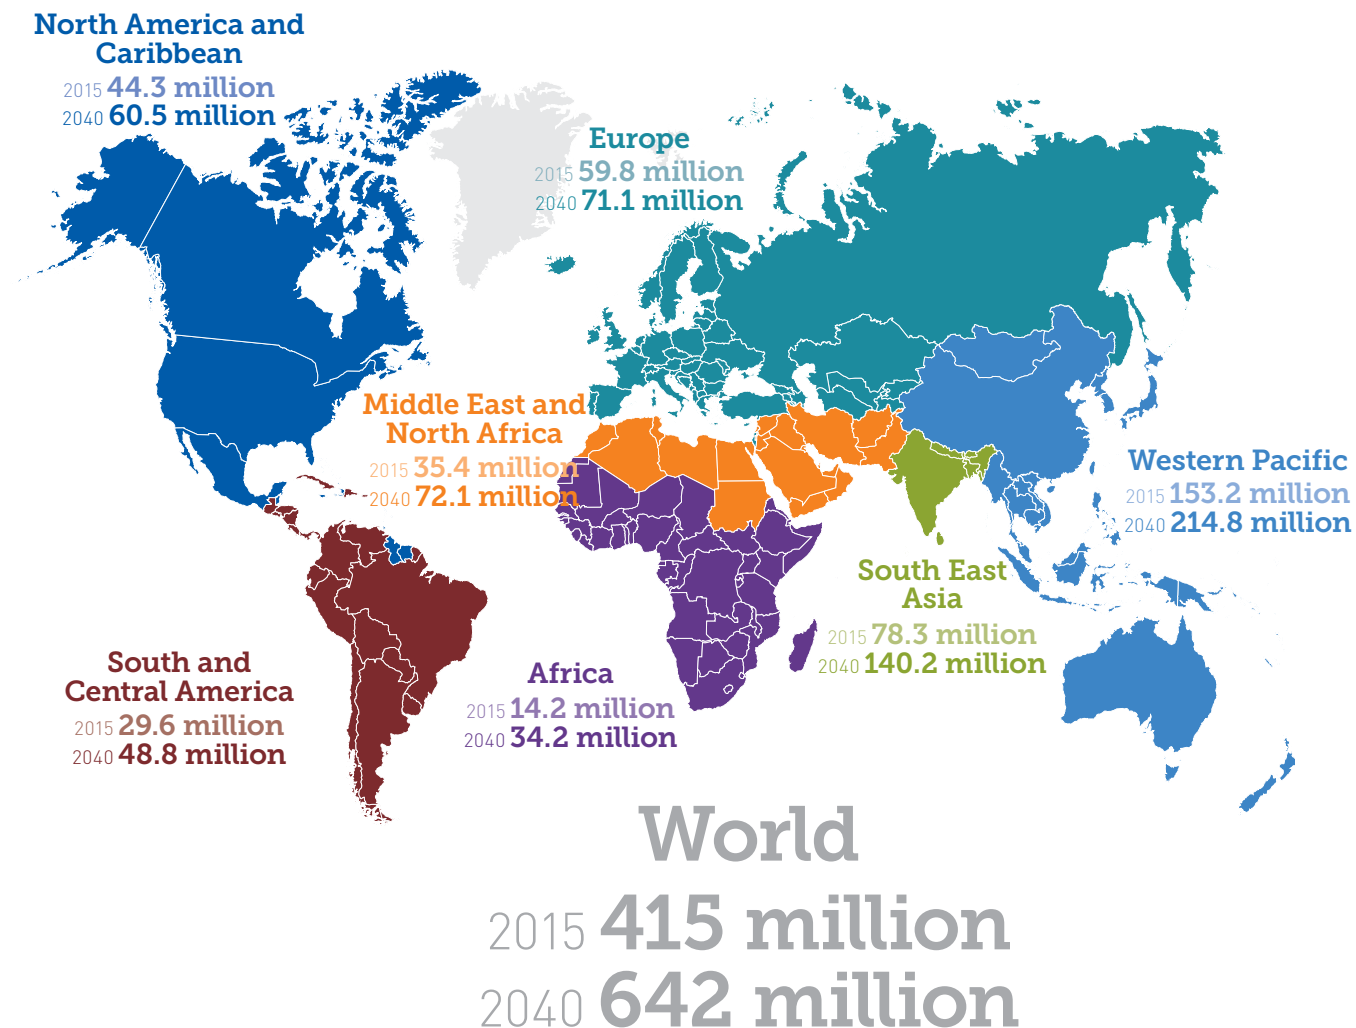 North America and
Caribbean
2015 44.3 million
2040 60.5 million
Europe
2015 59.8 million
2040 71.1 million
Middle East and
North Africa
2015 35.4 million
2040 72.1 million
Western Pacific
2015 153.2 million
2040 214.8 million
South East
Asia
2015 78.3 million
2040 140.2 million
South and
Central America
2015 29.6 million
2040 48.8 million
Africa
2015 14.2 million
2040 34.2 million
World
2015 415 million
2040 642 million